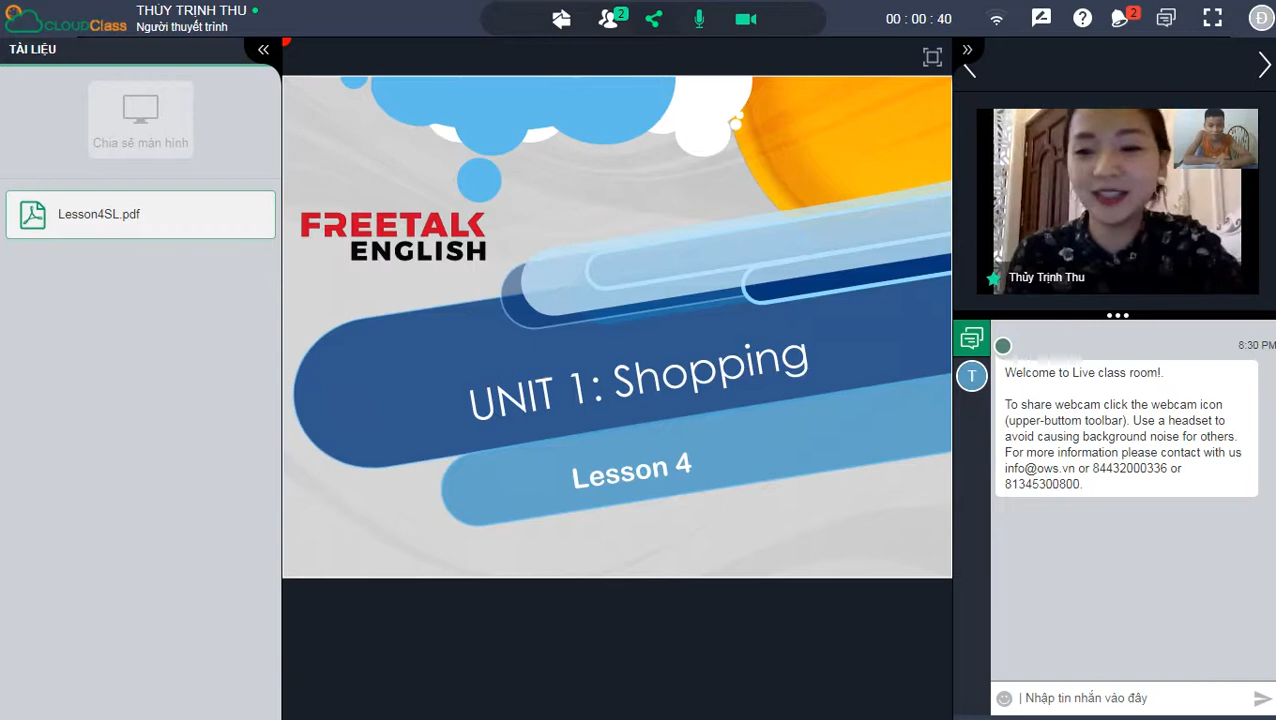 CLOUDClass
THỦY TRỊNH THU
Người thuyết trình
2
00 : 00 : 40
2
Đ
TÀI LIỆU
Chia sẻ màn hình
Lesson4SL.pdf
FREETALK
ENGLISH
UNIT 1: Shopping
Lesson 4
Thủy Trịnh Thu
8:30 PM
T
Welcome to Live class room!.
To share webcam click the webcam icon
(upper-buttom toolbar). Use a headset to
avoid causing background noise for others.
For more information please contact with us
info@ows.vn or 84432000336 or
81345300800.
Nhập tin nhắn vào đây